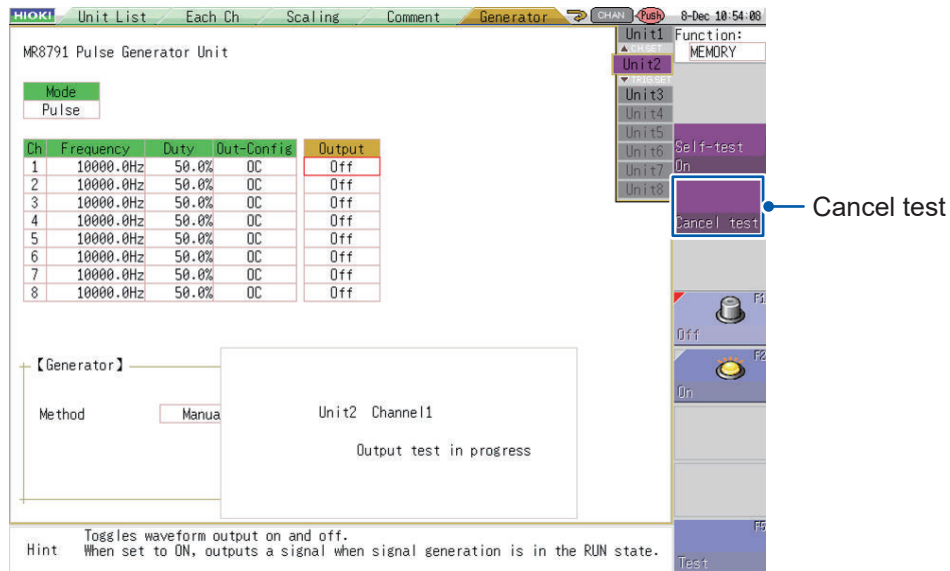 HIOKI Unit List Each Ch Scaling Comment Generator CHAN Push 8-Dec 10:54:08
MR8791 Pulse Generator Unit
Unit1
▲CHSET
Unit2
▼TRIGSET
Unit3
Unit4
Unit5
Unit6
Unit7
Unit8
Function:
MEMORY
Mode
Pulse
Ch Frequency Duty Out-Config Output
1 10000.0Hz 50.0% OC Off
2 10000.0Hz 50.0% OC Off
3 10000.0Hz 50.0% OC Off
4 10000.0Hz 50.0% OC Off
5 10000.0Hz 50.0% OC Off
6 10000.0Hz 50.0% OC Off
7 10000.0Hz 50.0% OC Off
8 10000.0Hz 50.0% OC Off
Self-test
On
Cancel test
Cancel test
F1
Off
F2
On
【Generator】
Method Manua
Unit2 Channel1
Output test in progress
F5
Test
Hint Toggles waveform output on and off.
When set to ON, outputs a signal when signal generation is in the RUN state.